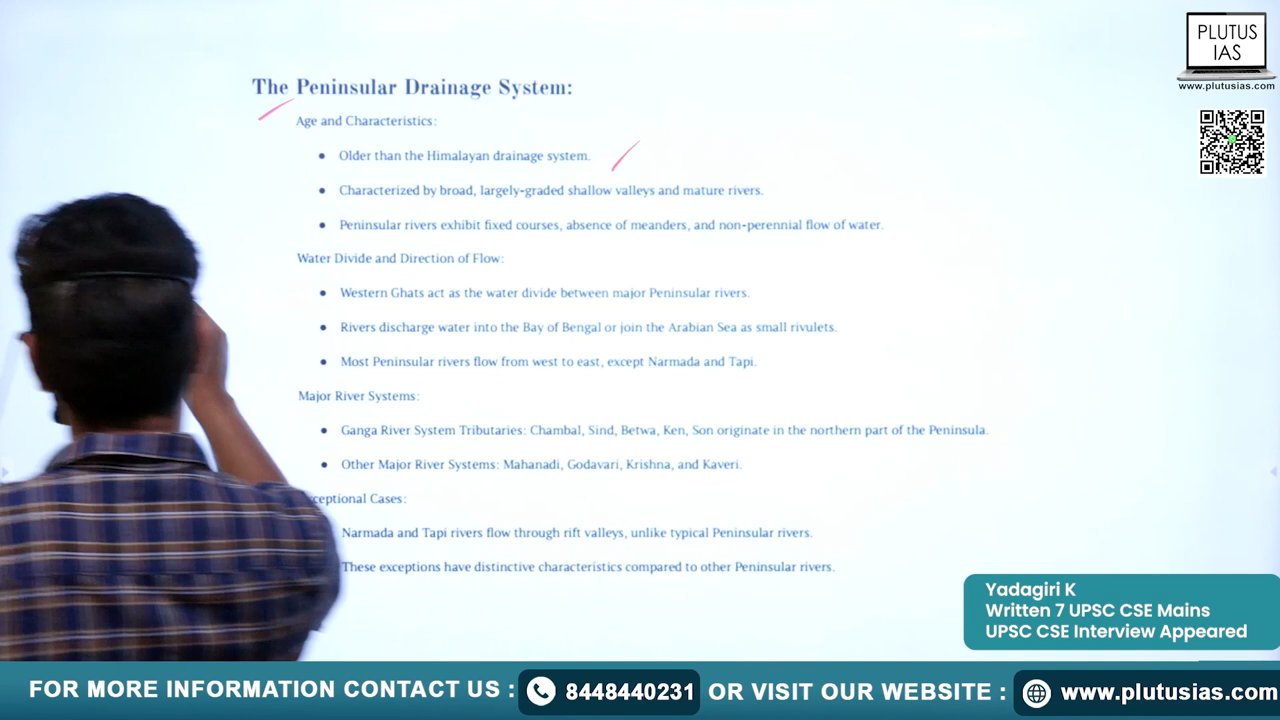 PLUTUS
IAS
www.plutusias.com
The Peninsular Drainage System:
Age and Characteristics:
● Older than the Himalayan drainage system.
● Characterized by broad, largely-graded shallow valleys and mature rivers.
● Peninsular rivers exhibit fixed courses, absence of meanders, and non-perennial flow of water.
Water Divide and Direction of Flow:
● Western Ghats act as the water divide between major Peninsular rivers.
● Rivers discharge water into the Bay of Bengal or join the Arabian Sea as small rivulets.
● Most Peninsular rivers flow from west to east, except Narmada and Tapi.
Major River Systems:
● Ganga River System Tributaries: Chambal, Sind, Betwa, Ken, Son originate in the northern part of the Peninsula.
● Other Major River Systems: Mahanadi, Godavari, Krishna, and Kaveri.
ceptional Cases:
Narmada and Tapi rivers flow through rift valleys, unlike typical Peninsular rivers.
These exceptions have distinctive characteristics compared to other Peninsular rivers.
Yadagiri K
Written 7 UPSC CSE Mains
UPSC CSE Interview Appeared
FOR MORE INFORMATION CONTACT US : 8448440231 OR VISIT OUR WEBSITE : www.plutusias.com